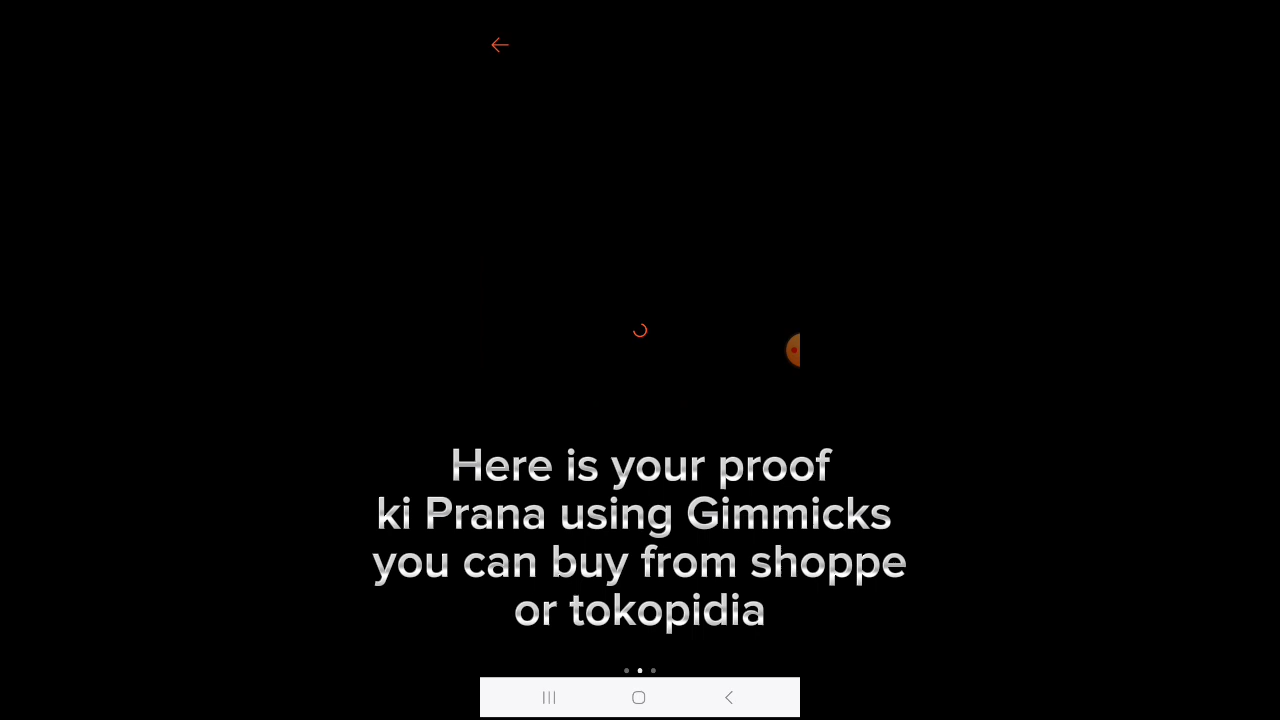 Here is your proof
ki Prana using Gimmicks
you can buy from shoppe
or tokopidia